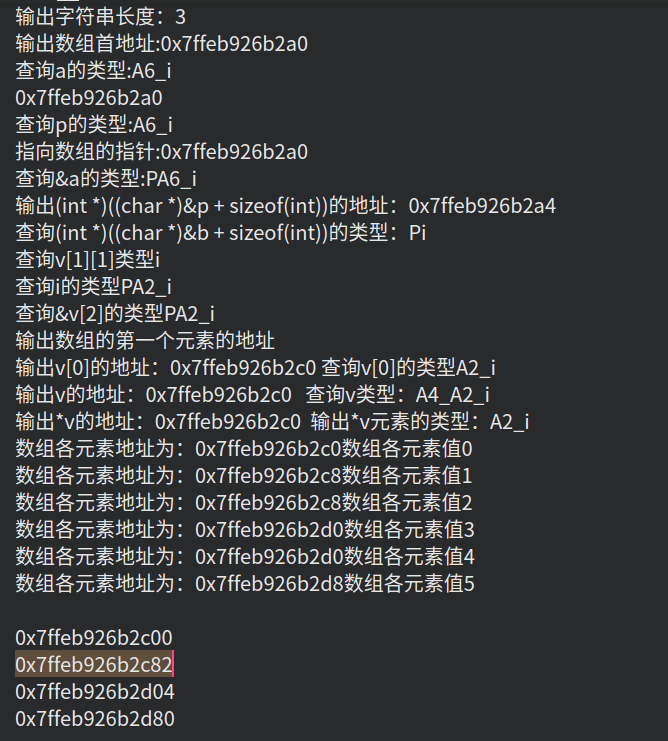 输出字符串长度：3
输出数组首地址:0x7ffeb926b2a0
查询a的类型:A6_i
0x7ffeb926b2a0
查询p的类型:A6_i
指向数组的指针:0x7ffeb926b2a0
查询&a的类型:PA6_i
输出(int *)((char *)&p + sizeof(int))的地址：0x7ffeb926b2a4
查询(int *)((char *)&b + sizeof(int))的类型：Pi
查询v[1][1]类型i
查询i的类型PA2_i
查询&v[2]的类型PA2_i
输出数组的第一个元素的地址
输出v[0]的地址：0x7ffeb926b2c0 查询v[0]的类型A2_i
输出v的地址：0x7ffeb926b2c0   查询v类型：A4_A2_i
输出*v的地址：0x7ffeb926b2c0  输出*v元素的类型：A2_i
数组各元素地址为：0x7ffeb926b2c0数组各元素值0
数组各元素地址为：0x7ffeb926b2c8数组各元素值1
数组各元素地址为：0x7ffeb926b2c8数组各元素值2
数组各元素地址为：0x7ffeb926b2d0数组各元素值3
数组各元素地址为：0x7ffeb926b2d0数组各元素值4
数组各元素地址为：0x7ffeb926b2d8数组各元素值5
0x7ffeb926b2c00
0x7ffeb926b2c82
0x7ffeb926b2d04
0x7ffeb926b2d80